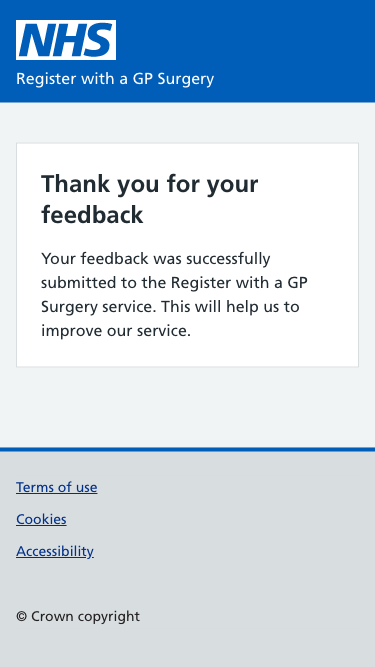 NHS
Register with a GP Surgery
Thank you for your
feedback
Your feedback was successfully
submitted to the Register with a GP
Surgery service. This will help us to
improve our service.
Terms of use
Cookies
Accessibility
© Crown copyright